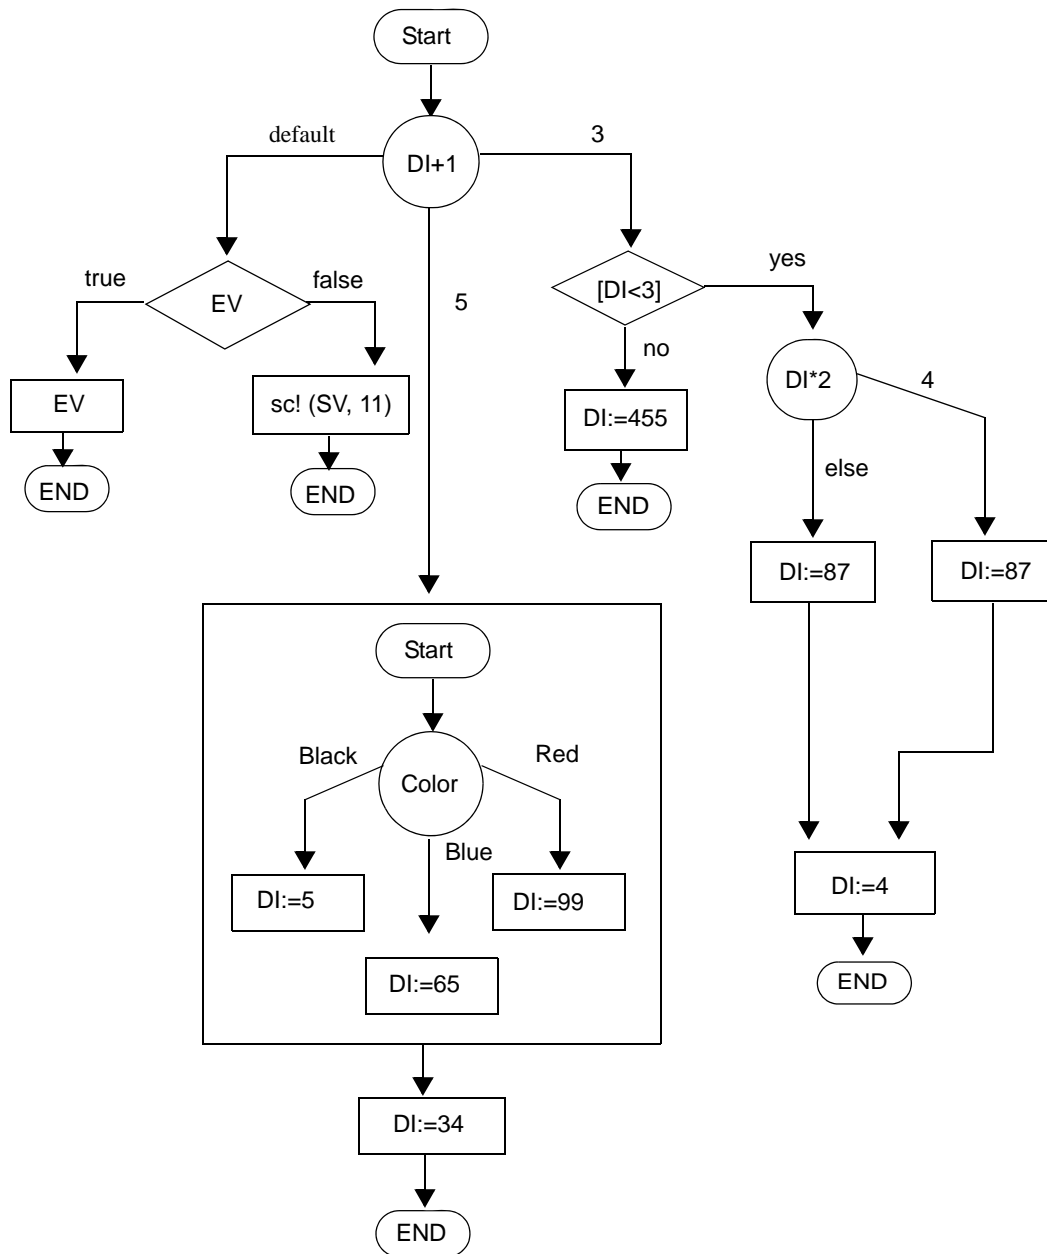 Start
default
3
DI+1
true
false
EV
5
yes
[DI<3]
no
EV
sc! (SV, 11)
DI:=455
DI*2
4
END
END
END
else
DI:=87
DI:=87
Start
Black
Red
Color
Blue
DI:=5
DI:=99
DI:=4
DI:=65
END
DI:=34
END